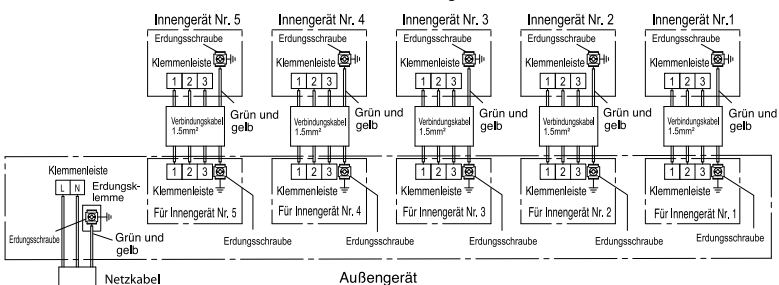 Innengerät Nr. 5 Innengerät Nr. 4 Innengerät Nr. 3 Innengerät Nr. 2 Innengerät Nr.1
Erdungsschraube Erdungsschraube Erdungsschraube Erdungsschraube Erdungsschraube
Klemmenleiste Klemmenleiste Klemmenleiste Klemmenleiste Klemmenleiste
1 2 3 1 2 3 1 2 3 1 2 3 1 2 3
Grün und Grün und Grün und Grün und Grün und
gelb gelb gelb gelb gelb
Verbindungskabel Verbindungskabel Verbindungskabel Verbindungskabel Verbindungskabel
1.5mm² 1.5mm² 1.5mm² 1.5mm² 1.5mm²
Klemmenleiste
L N
Erdungsk-
lemme
1 2 3 1 2 3 1 2 3 1 2 3 1 2 3
Klemmenleiste Klemmenleiste Klemmenleiste Klemmenleiste Klemmenleiste
Für Innengerät Nr. 5 Für Innengerät Nr. 4 Für Innengerät Nr. 3 Für Innengerät Nr. 2 Für Innengerät Nr. 1
Erdungsschraube Erdungsschraube Erdungsschraube Erdungsschraube Erdungsschraube Erdungsschraube
Grün und
gelb
Netzkabel
Außengerät